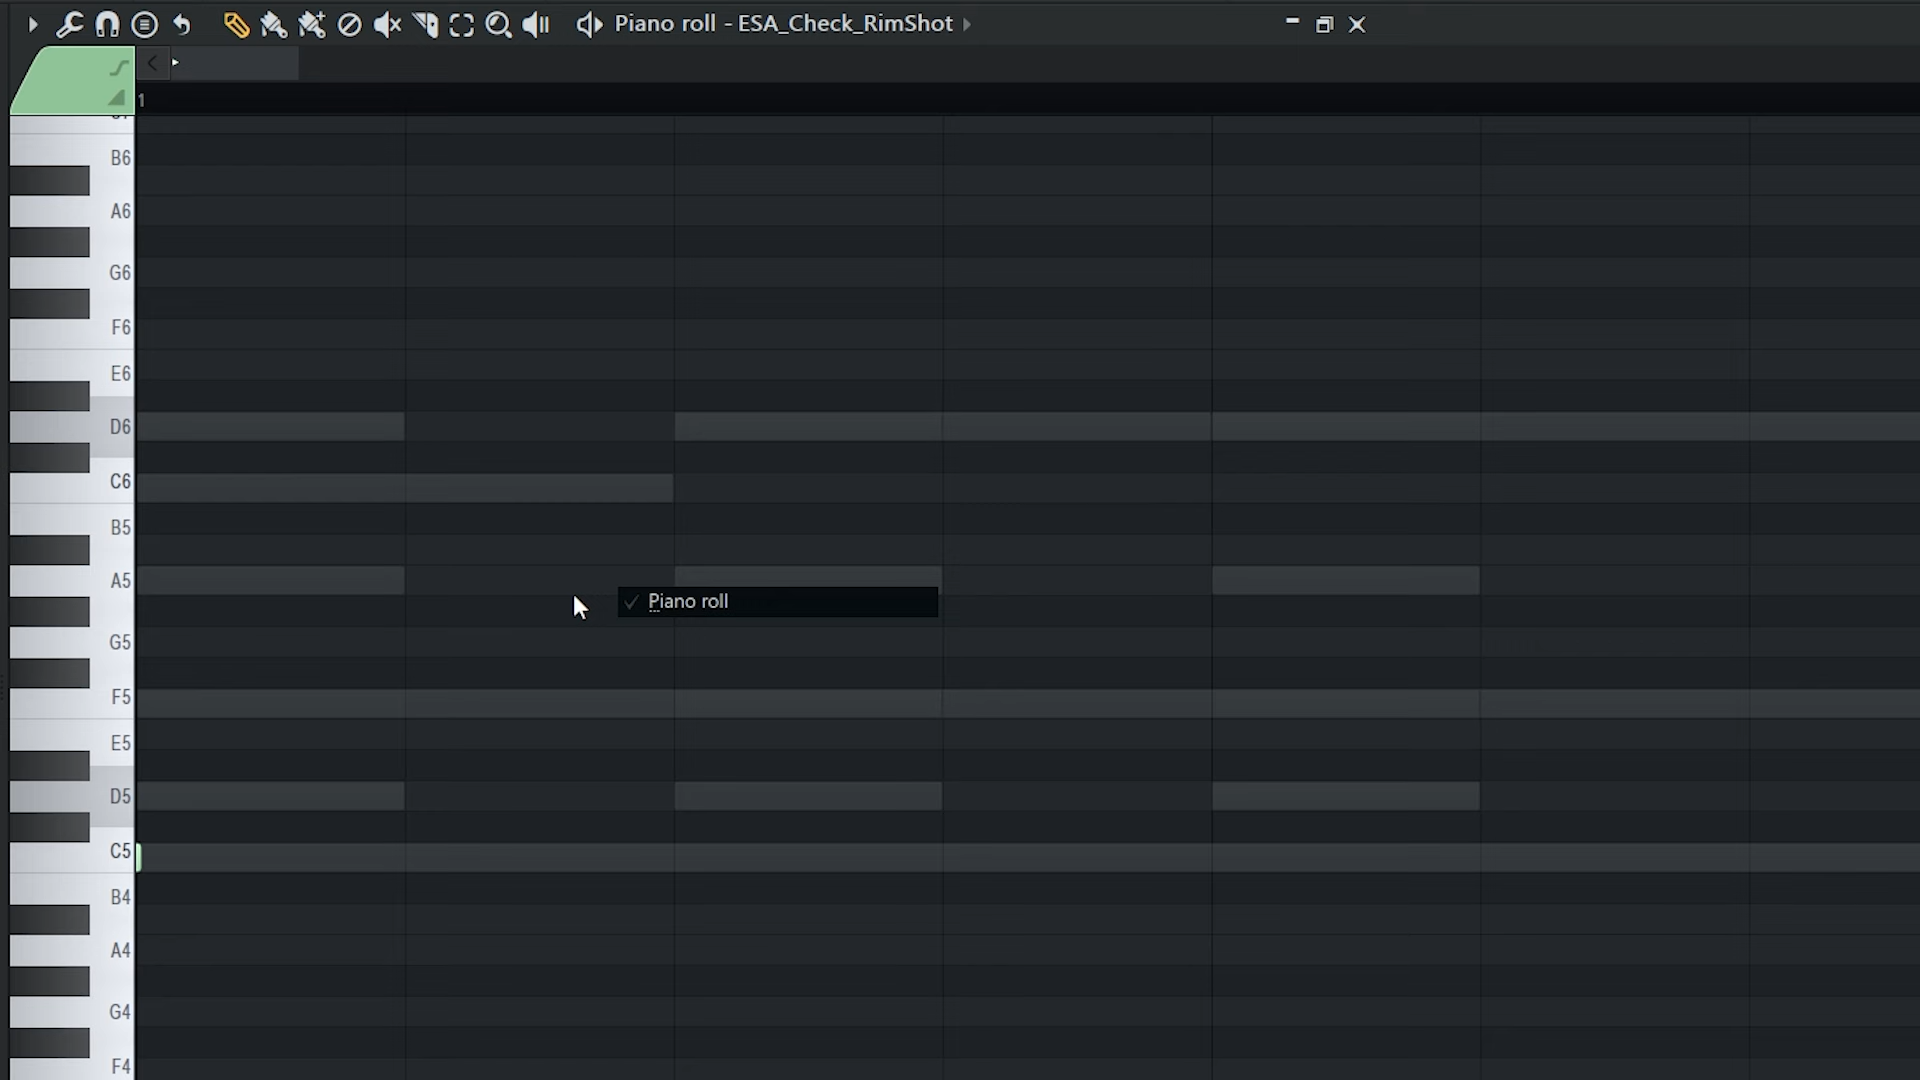 Piano roll - ESA_Check_RimShot
1
B6
A6
G6
F6
E6
D6
C6
B5
A5
Piano roll
G5
F5
E5
D5
C5
B4
A4
G4
F4